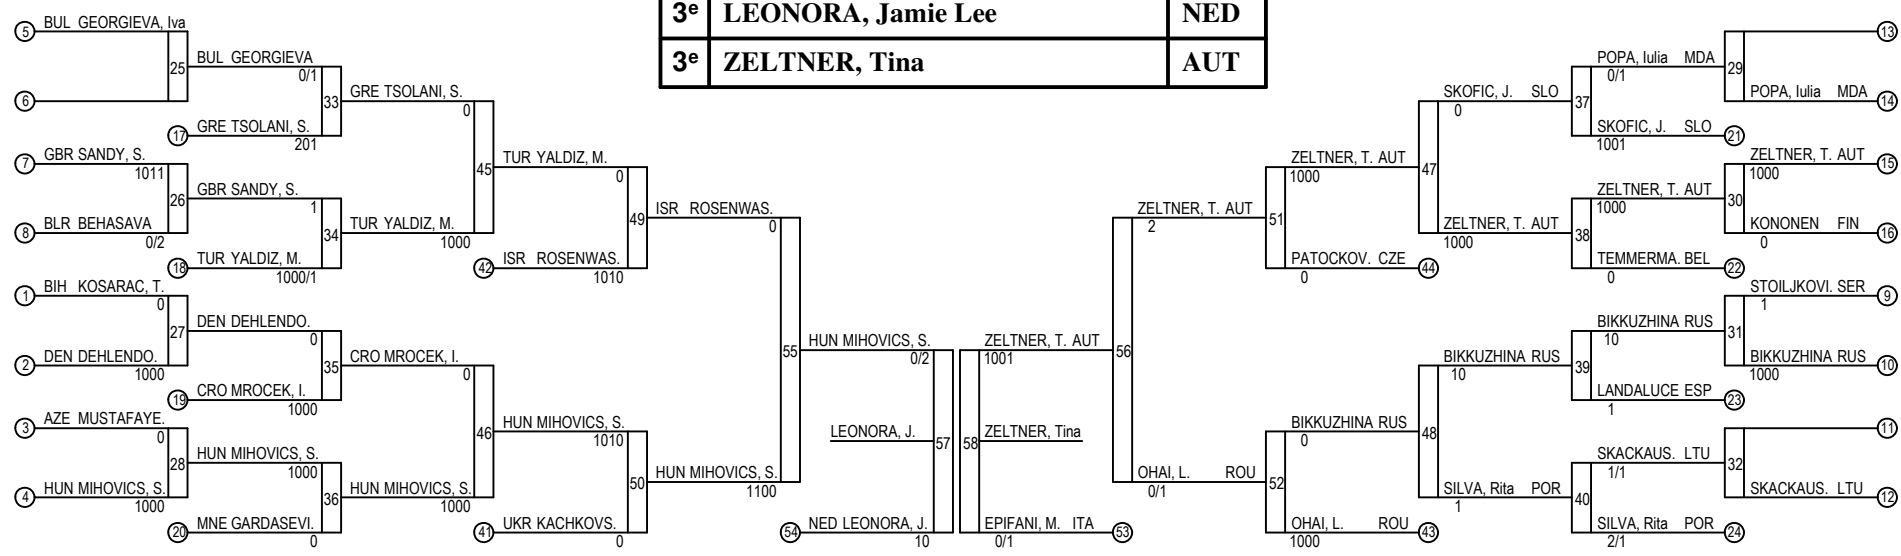 3e LEONORA, Jamie Lee NED
3e ZELTNER, Tina AUT
5 BUL GEORGIEVA, Iva
25
BUL GEORGIEVA
0/1
6
33
GRE TSOLANI, S.
0
17 GRE TSOLANI, S.
201
7 GBR SANDY, S.
1011
26
GBR SANDY, S.
1
8 BLR BEHASAVA
0/2
34
TUR YALDIZ, M.
1000
18 TUR YALDIZ, M.
1000/1
45
TUR YALDIZ, M.
0
49
42 ISR ROSENWAS.
1010
ISR ROSENWAS.
0
1 BIH KOSARAC, T.
0
27
DEN DEHLENDO.
0
2 DEN DEHLENDO.
1000
35
CRO MROCEK, I.
0
19 CRO MROCEK, I.
1000
3 AZE MUSTAFAYE.
0
28
HUN MIHOVICS, S.
1000
4 HUN MIHOVICS, S.
1000
36
HUN MIHOVICS, S.
1000
20 MNE GARDASEVI.
0
46
HUN MIHOVICS, S.
1010
50
41 UKR KACHKOVS.
0
HUN MIHOVICS, S.
1100
55
HUN MIHOVICS, S.
0/2
LEONORA, J.
57
54 NED LEONORA, J.
10
ZELTNER, T. AUT
1001
58
ZELTNER, Tina
EPIFANI, M. ITA 53
0/1
56
ZELTNER, T. AUT
2
51
ZELTNER, T. AUT
1000
PATOCKOV. CZE 44
0
47
SKOFIC, J. SLO
0
37
POPA, Iulia MDA
0/1
29
13
POPA, Iulia MDA 14
SKOFIC, J. SLO 21
1001
ZELTNER, T. AUT
1000
38
ZELTNER, T. AUT
1000
30
ZELTNER, T. AUT 15
1000
KONONEN FIN 16
0
TEMMERMA. BEL 22
0
OHAI, L. ROU
0/1
52
BIKKUZHINA RUS
0
OHAI, L. ROU 43
1000
48
BIKKUZHINA RUS
10
39
BIKKUZHINA RUS
10
31
STOILJKOVI. SER 9
1
BIKKUZHINA RUS 10
1000
LANDALUCE ESP 23
1
SILVA, Rita POR
1
40
SKACKAUS. LTU
1/1
32
11
SKACKAUS. LTU 12
SILVA, Rita POR 24
2/1